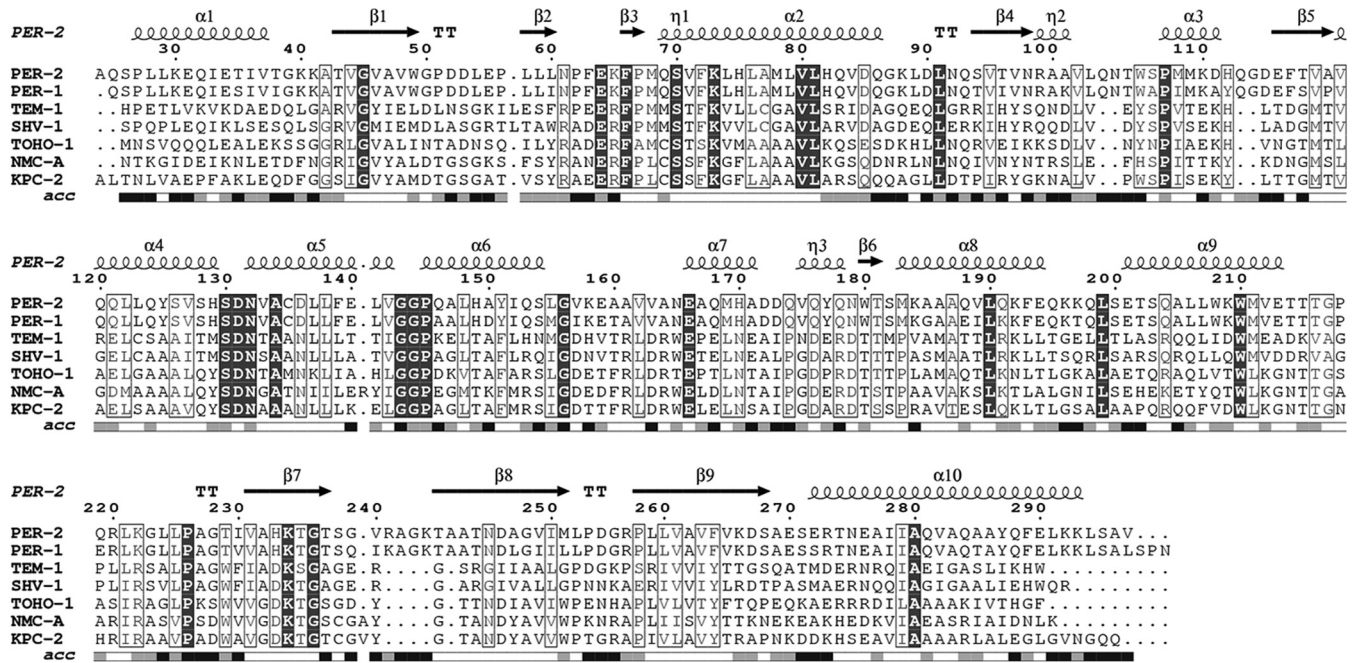 α1 β1 β2 β3 η1 α2 β4 η2 α3 β5
PER-2 TT TT
30 40 50 60 70 80 90 100 110
PER-2 AQSPLLKEQIETIVTGKKATVGVAVWGPDDLEP.LLLNPFEKFPMQSVFKLHLAMLVLHQVDQGKLDLNQSVTVNRAAVLQNTWSPMMKDHQGDEFTVAV
PER-1 .QSPLLKEQIESIVIGKKATVGVAVWGPDDLEP.LLINPFEKFPMQSVFKLHLAMLVLHQVDQGKLDLNQTVIVNRAKVLQNTWAPIMKAYQGDEFSVPV
TEM-1 ..HPETLVKVKDAEDQLGARVGYIELDLNSGKILESFRPEERFPMMSTFKVLLCGAVLSRIDAGQEQLGRRIHYSQNDLV..EYSPVTEKH..LTDGMTV
SHV-1 ..SPQPLEQIKLSESQLSGRVGMIEMDLASGRTLTAWRADERFPMMSTFKVVLCGAVLARVDAGDEQLERKIHYRQQDLV..DYSPVSEKH..LADGMTV
TOHO-1 ..MNSVQQQLEALEKSSGGRLGVALINTADNSQ.ILYRADERFAMCSTSKVMAAAAVLKQSESDKHLLNQRVEIKKSDLV..NYNPIAEKH..VNGTMTL
NMC-A ..NTKGIDEIKNLETDFNGRIGVYALDTGSGKS.FSYRANERFPLCSSFKGFLAAAVLKGSQDNRLNLNQIVNYNTRSLE..FHSPITTKY..KDNGMSL
KPC-2 ALTNLVAEPFAKLEQDFGGSIGVYAMDTGSGAT.VSYRAEERFPLCSSFKGFLAAAVLARSQQQAGLLDTPIRYGKNALV..PWSPISEKY..LTTGMTV
acc
α4 α5 α6 α7 η3 β6 α8 α9
PER-2
120 130 140 150 160 170 180 190 200 210
PER-2 QQLLQYSVSHSDNVACDLLFE.LVGGPQALHAYIQSLGVKEAAVVANEAQMHADDQVQYQNWTSMKAAAQVLQKFEQKKQLSETSQALLWKWMVETTTGP
PER-1 QQLLQYSVSHSDNVACDLLFE.LVGGPAALHDYIQSMGIKETAVVANEAQMHADDQVQYQNWTSMKGAAEILKKFEQKTQLSETSQALLWKWMVETTTGP
TEM-1 RELCSAAITMSDNTAANLLLT.TIGGPKELTAFLHNMGDHVTRLDRWEPELNEAIPNDERDTTMPVAMATTLRKLLTGELLTLASRQQLIDWMEADKVAG
SHV-1 GELCAAAITMSDNSAANLLLA.TVGGPAGLTAFLRQIGDNVTRLDRWETELNEALPGDARDTTTPASMAATLRKLLTSQRLSARSQRQLLQWMVDDRVAG
TOHO-1 AELGAAALQYSDNTAMNKLIA.HLGGPDKVTAFARSLGDETFRLDRTEPTLNTAIPGDPRDTTTPLAMAQTLKNLTLGKALAETQRAQLVTWLKGNTTGS
NMC-A GDMAAAALQYSDNGATNIILERYIGGPEGMTKFMRSIGDEDFRLDRWELDLNTAIPGDERDTSTPAAVAKSLKTLALGNILSEHEKETYQTWLKGNTTGA
KPC-2 AELSAAAVQYSDNAAANLLLK.ELGGPAGLTAFMRSIGDTTFRLDRWELELNSAIPGDARDTSSPRAVTESLQKLTLGSALAAPQRQQFVDWLKGNTTGN
acc
β7 β8 β9 α10
PER-2 TT TT
220 230 240 250 260 270 280 290
PER-2 QRLKGLLPAGTIVAHKTGTSG.VRAGKTAATNDAGVIMLPDGRPLLVAVFVKDSAESERTNEAIIAQVAQAAYQFELKKLSAV...
PER-1 ERLKGLLPAGTVVAHKTGTSQ.IKAGKTAATNDLGIILLPDGRPLLVAVFVKDSAESSRTNEAIIAQVAQTAYQFELKKLSALSPN
TEM-1 PLLRSALPAGWFIADKSGAGE.R....G.SRGIIAALGPDGKPSRIVVIYTTGSQATMDERNRQIAEIGASLIKHW..........
SHV-1 PLIRSVLPAGWFIADKTGAGE.R....G.ARGIVALLGPNNKAERIVVIYLRDTPASMAERNQQIAGIGAALIEHWQR........
TOHO-1 ASIRAGLPKSWVVGDKTGSGD.Y....G.TTNDIAVIWPENHAPLVLVTYFTQPEQKAERRRDILAAAAKIVTHGF..........
NMC-A ARIRASVPSDWVVGDKTGSCGAY....G.TANDYAVVWPKNRAPLIISVYTTKNEKEAKHEDKVIAEASRIAIDNLK.........
KPC-2 HRIRAAVPADWAVGDKTGTCGVY....G.TANDYAVVWPTGRAPIVLAVYTRAPNKDDKHSEAVIAAAARLALEGLGVNGQQ....
acc